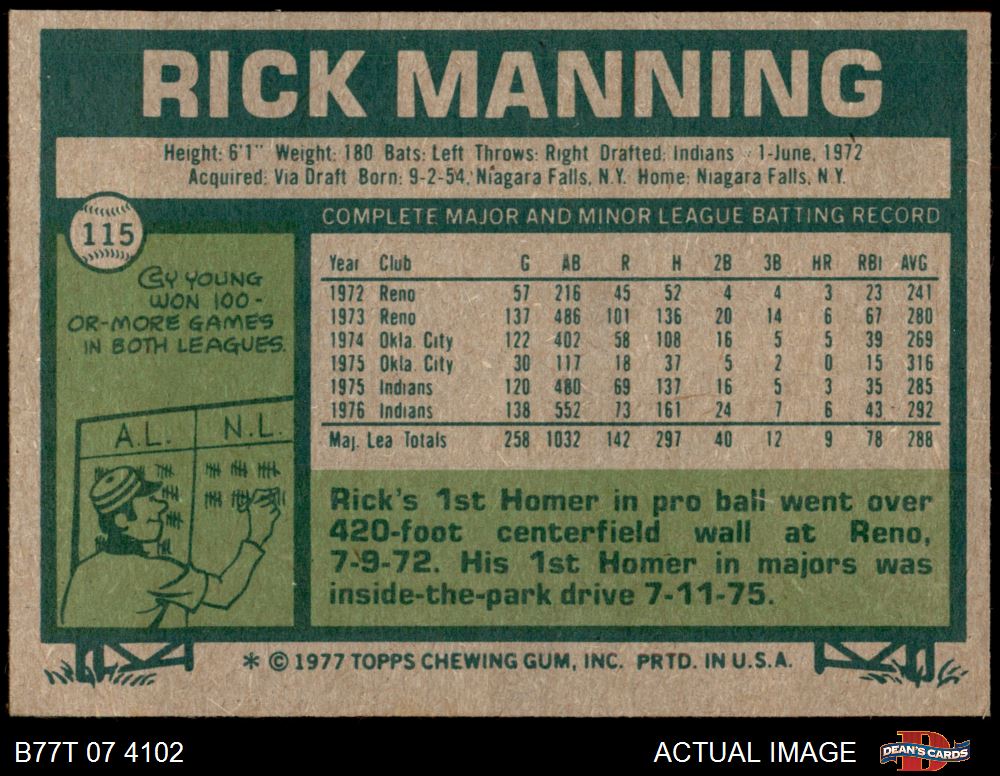 RICK MANNING
Height: 6'1" Weight: 180 Bats: Left Throws: Right Drafted: Indians 1-June, 1972
Acquired: Via Draft Born: 9-2-54, Niagara Falls, N.Y. Home: Niagara Falls, N.Y.
115
COMPLETE MAJOR AND MINOR LEAGUE BATTING RECORD
CY YOUNG
WON 100-
OR-MORE GAMES
IN BOTH LEAGUES.
A.L. N.L.
Year Club G AB R H 2B 3B HR RBI AVG
1972 Reno 57 216 45 52 4 4 3 23 241
1973 Reno 137 486 101 136 20 14 6 67 280
1974 Okla. City 122 402 58 108 16 5 5 39 269
1975 Okla. City 30 117 18 37 5 2 0 15 316
1975 Indians 120 480 69 137 16 5 3 35 285
1976 Indians 138 552 73 161 24 7 6 43 292
Maj. Lea Totals 258 1032 142 297 40 12 9 78 288
Rick's 1st Homer in pro ball went over
420-foot centerfield wall at Reno,
7-9-72. His 1st Homer in majors was
inside-the-park drive 7-11-75.
* © 1977 TOPPS CHEWING GUM, INC. PRTD. IN U.S.A.
B77T 07 4102 ACTUAL IMAGE DEAN'S CARDS